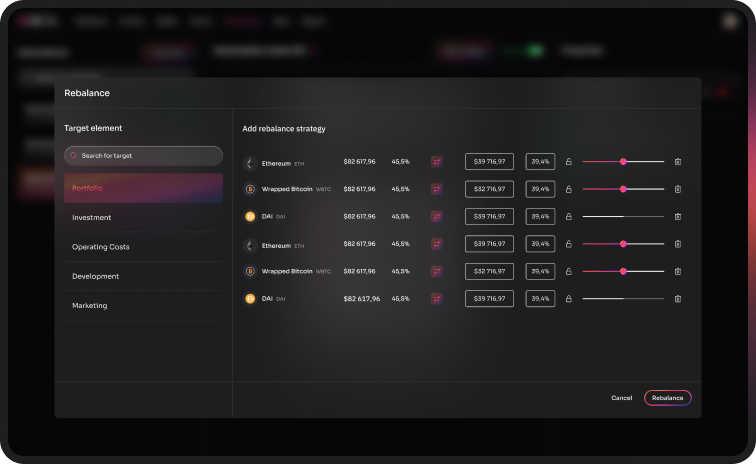 Rebalance
Target element
Add rebalance strategy
Search for target
Portfolio
Investment
Operating Costs
Development
Marketing
Ethereum ETH $82 617,96 45,5% $39 716,97 39,4%
Wrapped Bitcoin WBTC $82 617,96 45,5% $32 716,97 39,4%
DAI DAI $82 617,96 45,5% $39 716,97 39,4%
Ethereum ETH $82 617,96 45,5% $39 716,97 39,4%
Wrapped Bitcoin WBTC $82 617,96 45,5% $32 716,97 39,4%
DAI DAI $82 617,96 45,5% $39 716,97 39,4%
Cancel
Rebalance